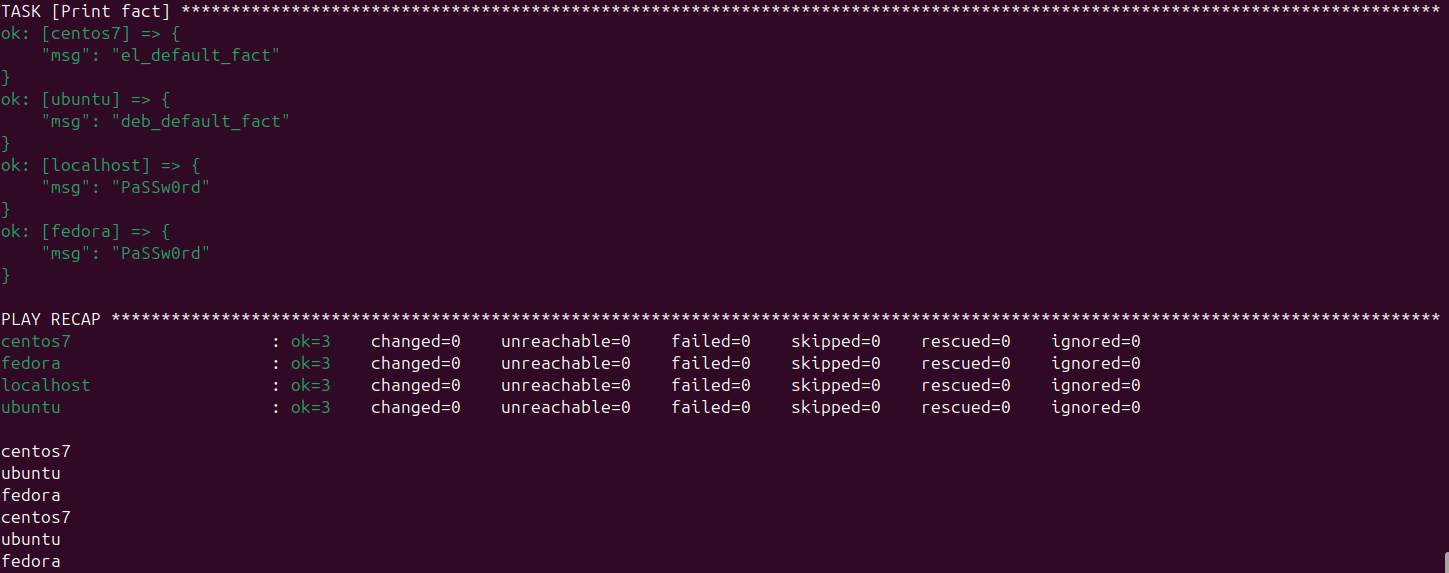 TASK [Print fact] ******************************************************************************************************************************
ok: [centos7] => {
    "msg": "el_default_fact"
}
ok: [ubuntu] => {
    "msg": "deb_default_fact"
}
ok: [localhost] => {
    "msg": "PaSSw0rd"
}
ok: [fedora] => {
    "msg": "PaSSw0rd"
}
PLAY RECAP *************************************************************************************************************************************
centos7                    : ok=3    changed=0    unreachable=0    failed=0    skipped=0    rescued=0    ignored=0
fedora                     : ok=3    changed=0    unreachable=0    failed=0    skipped=0    rescued=0    ignored=0
localhost                  : ok=3    changed=0    unreachable=0    failed=0    skipped=0    rescued=0    ignored=0
ubuntu                     : ok=3    changed=0    unreachable=0    failed=0    skipped=0    rescued=0    ignored=0
centos7
ubuntu
fedora
centos7
ubuntu
fedora